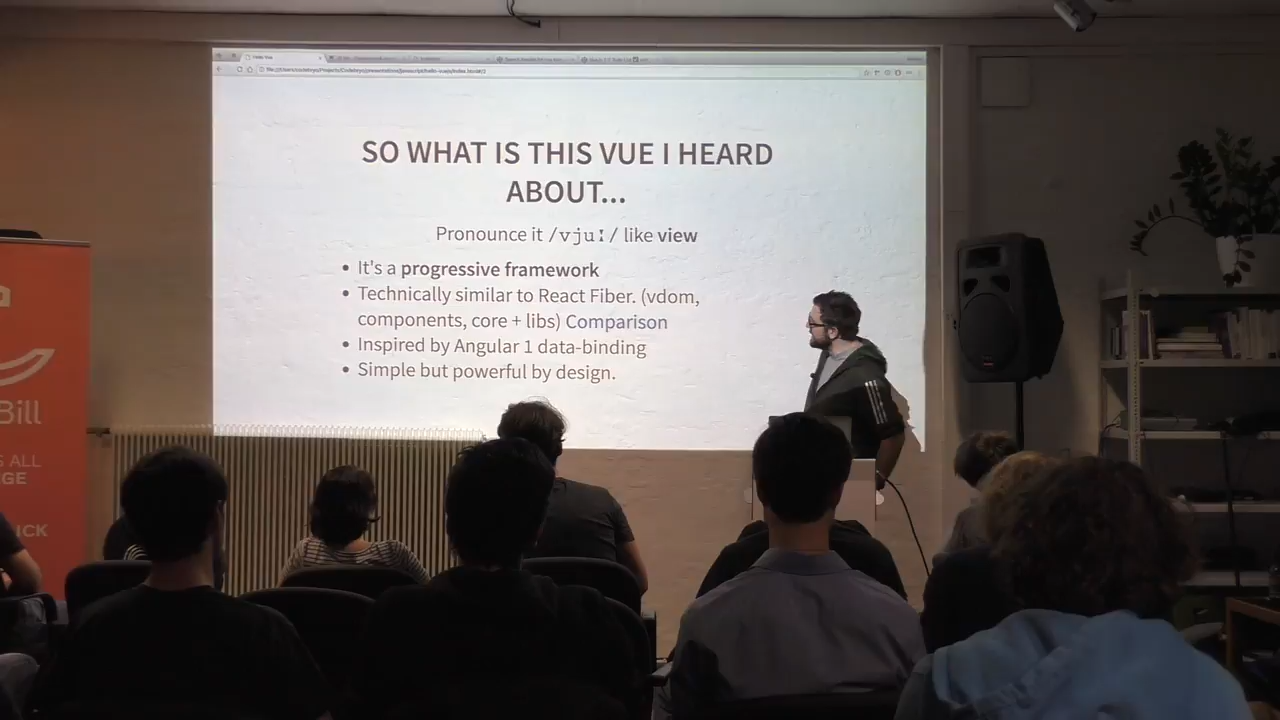 SO WHAT IS THIS VUE I HEARD
ABOUT...
Pronounce it /vjuː/ like view
• It's a progressive framework
• Technically similar to React Fiber. (vdom,
components, core + libs) Comparison
• Inspired by Angular 1 data-binding
• Simple but powerful by design.
Bill
S ALL
GE
ICK